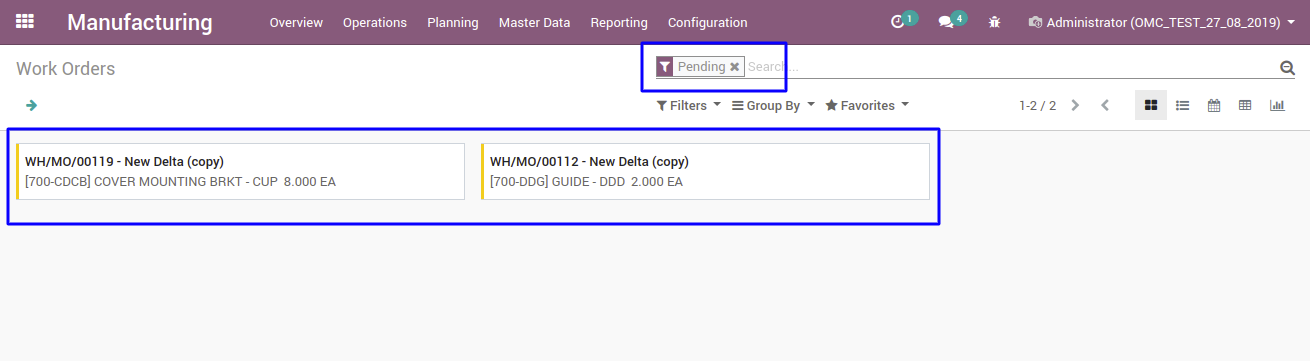 Manufacturing Overview Operations Planning Master Data Reporting Configuration 1 4 Administrator (OMC_TEST_27_08_2019)
Work Orders Pending Search...
Filters Group By Favorites 1-2 / 2
WH/MO/00119 - New Delta (copy) WH/MO/00112 - New Delta (copy)
[700-CDCB] COVER MOUNTING BRKT - CUP 8.000 EA [700-DDG] GUIDE - DDD 2.000 EA